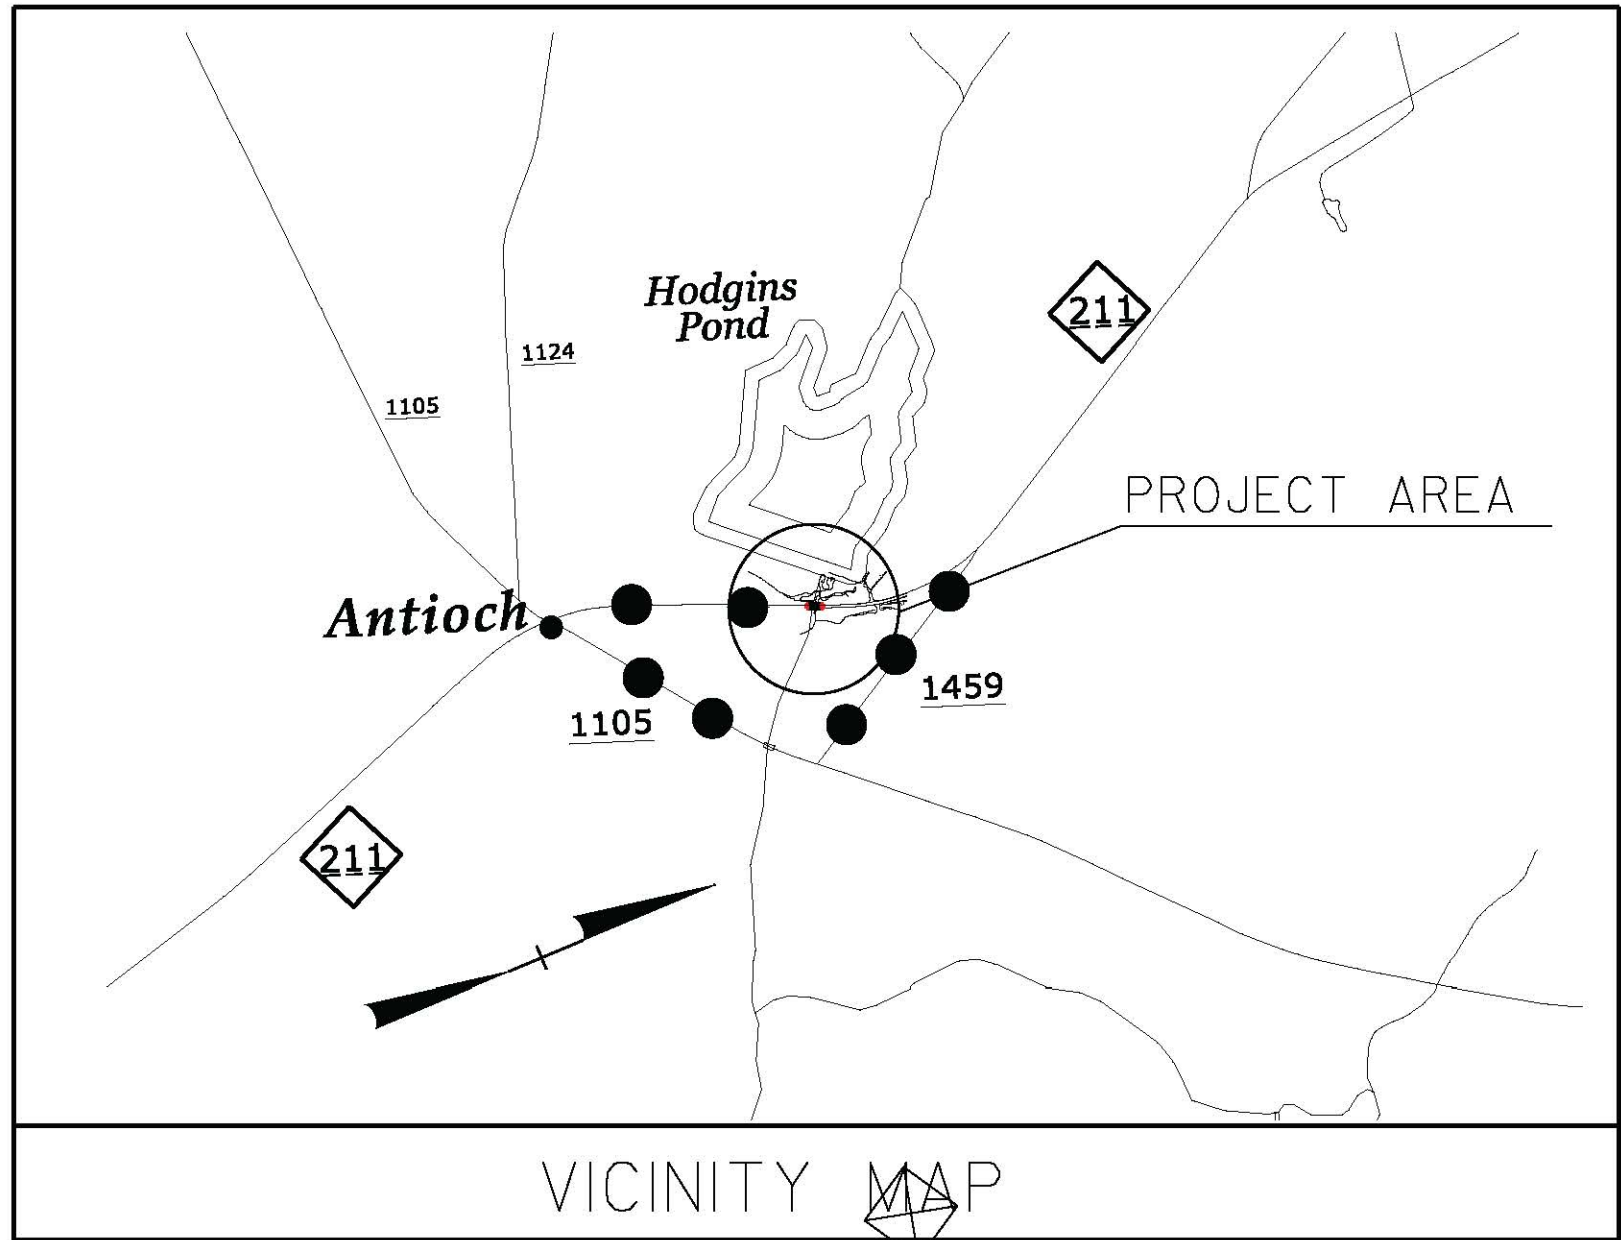 Hodgins
Pond
211
1124
1105
PROJECT AREA
Antioch
1459
1105
211
VICINITY MAP